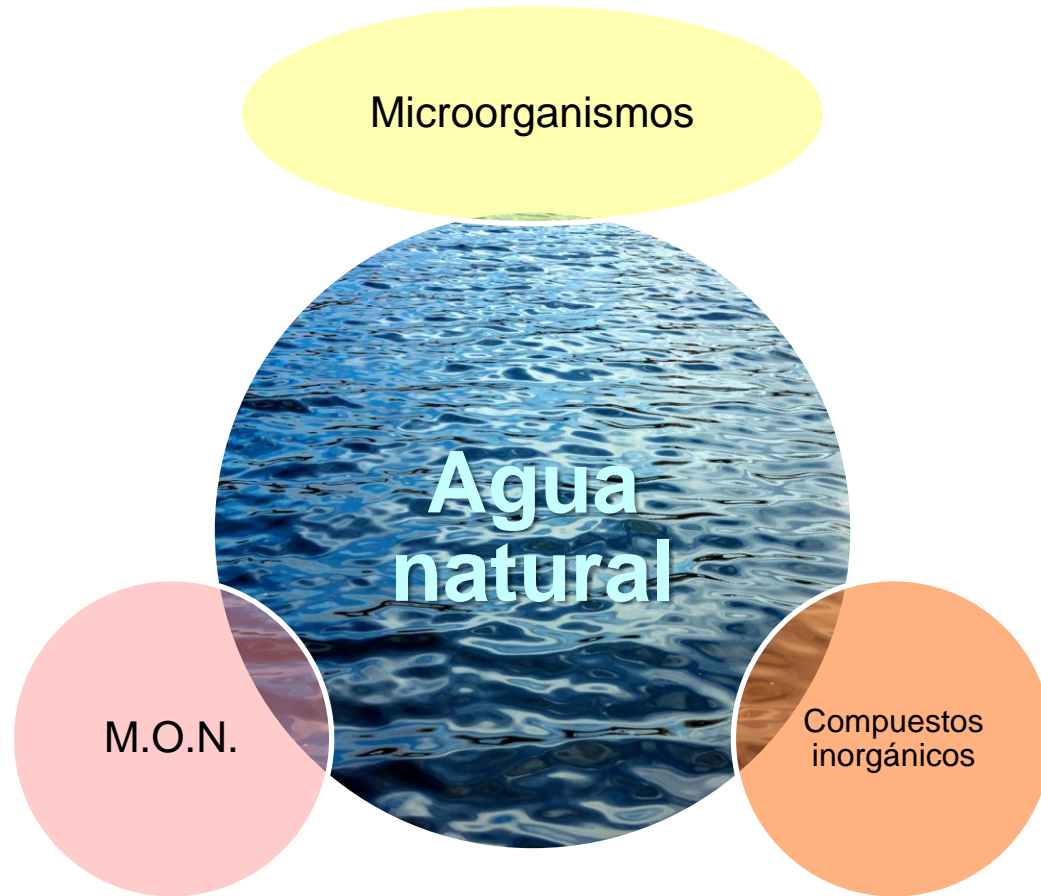 Microorganismos
Agua
natural
M.O.N.
Compuestos
inorgánicos